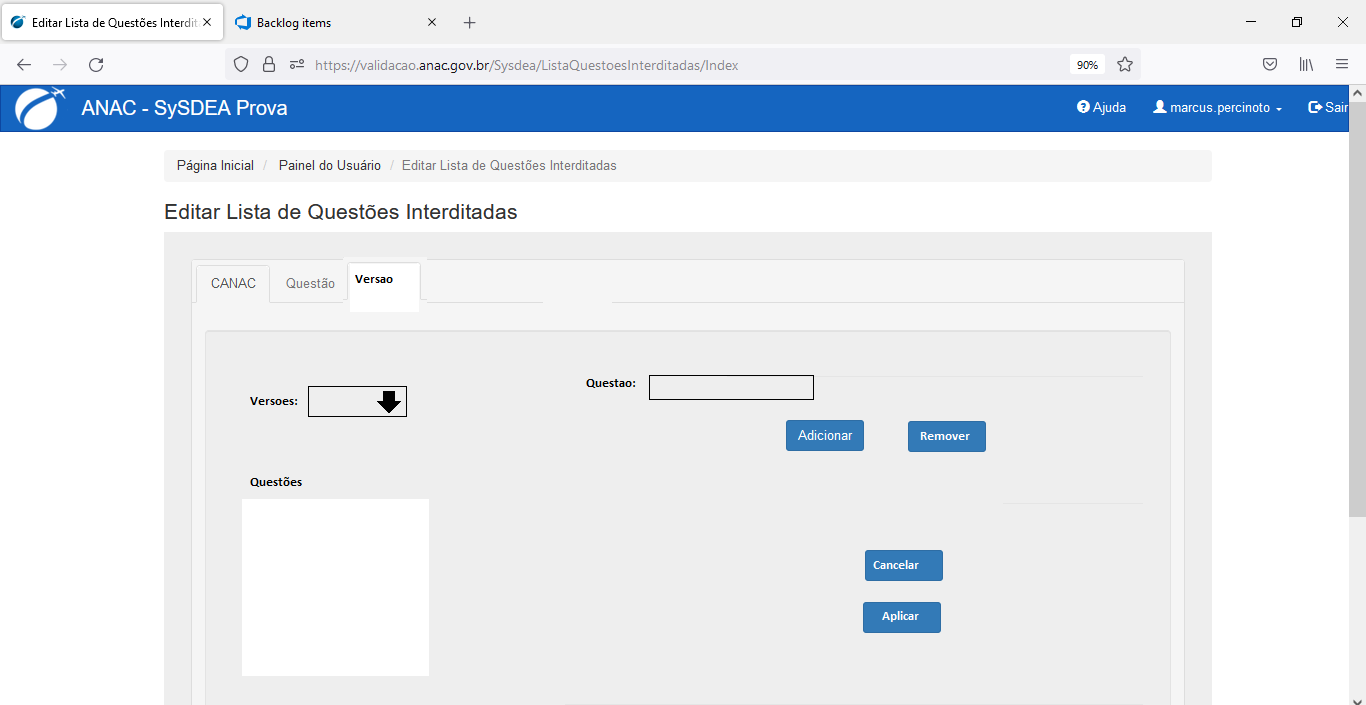 Editar Lista de Questões Interdit
Backlog items
https://validacao.anac.gov.br/Sysdea/ListaQuestoesInterditadas/Index
90%
ANAC - SySDEA Prova
Ajuda
marcus.percinoto
Sair
Página Inicial / Painel do Usuário / Editar Lista de Questões Interditadas
Editar Lista de Questões Interditadas
CANAC
Questão
Versao
Versoes:
Questao:
Adicionar
Remover
Questões
Cancelar
Aplicar